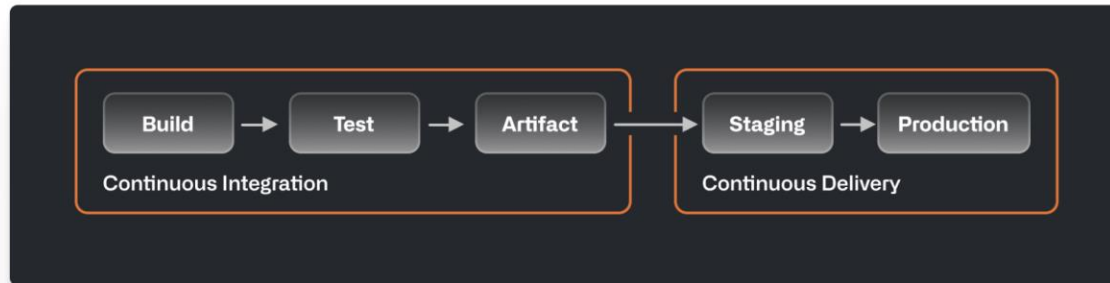 Build
Test
Artifact
Staging
Production
Continuous Integration
Continuous Delivery